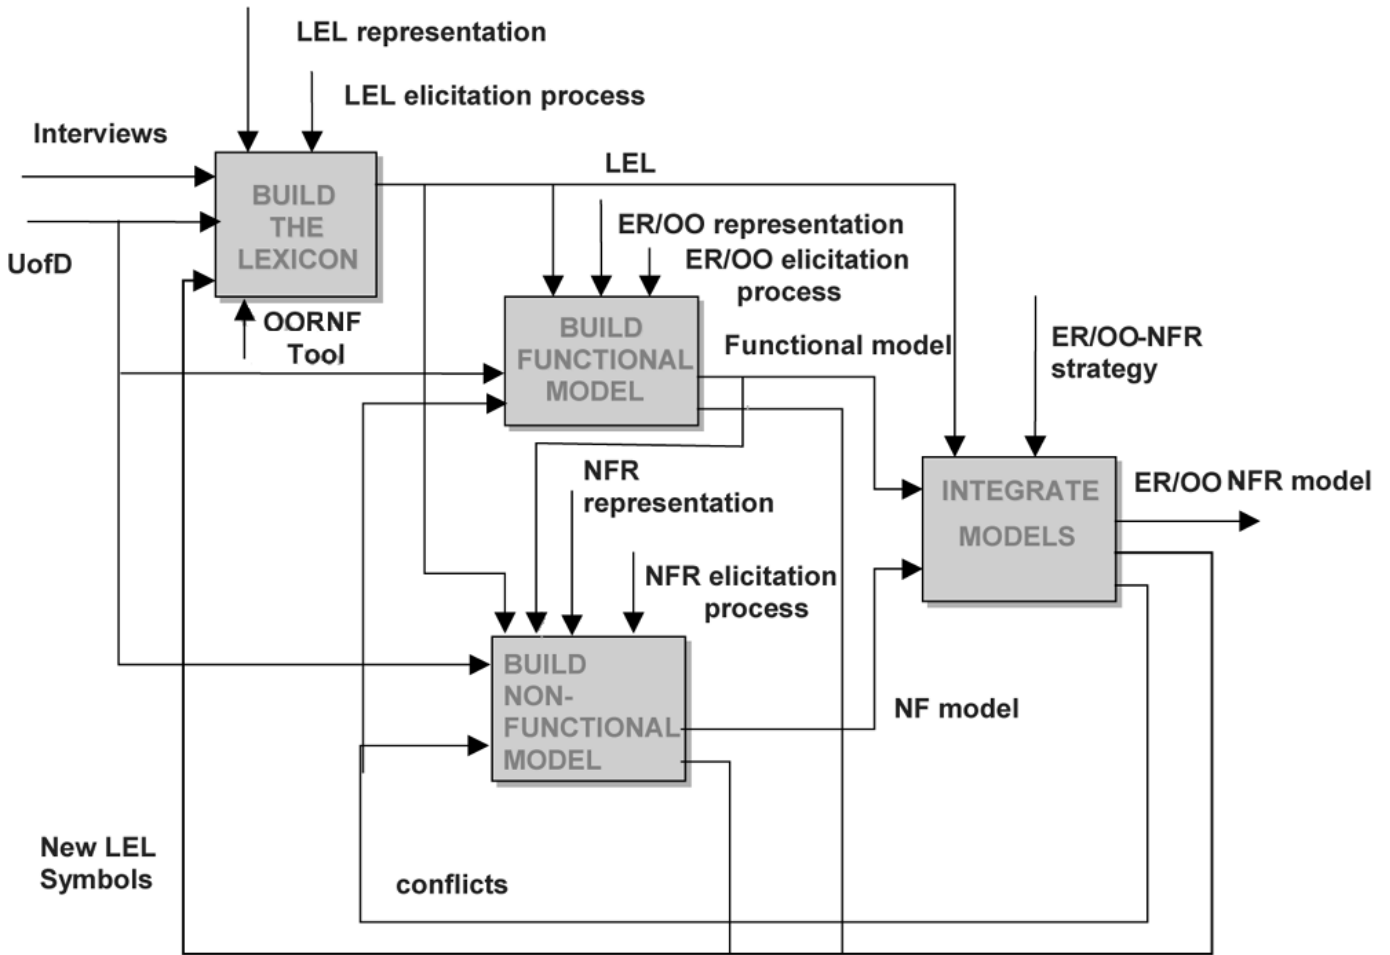 LEL representation
LEL elicitation process
Interviews
BUILD
THE
LEXICON
UofD
LEL
ER/OO representation
ER/OO elicitation
process
OORNF
Tool
BUILD
FUNCTIONAL
MODEL
Functional model
ER/OO-NFR
strategy
NFR
representation
INTEGRATE
MODELS
ER/OO NFR model
NFR elicitation
process
BUILD
NON-
FUNCTIONAL
MODEL
NF model
New LEL
Symbols
conflicts